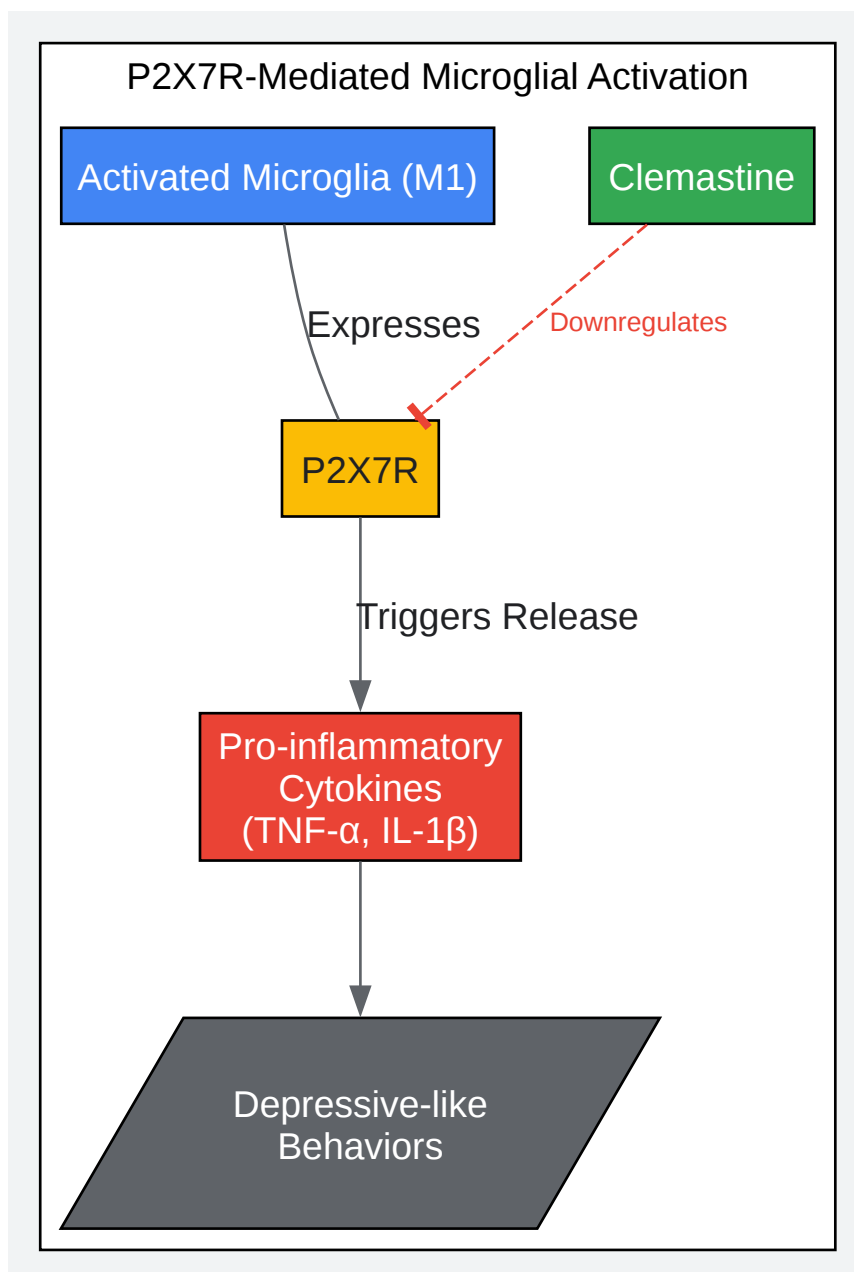 P2X7R-Mediated Microglial Activation
Activated Microglia (M1)
Clemastine
Expresses
Downregulates
P2X7R
Triggers Release
Pro-inflammatory
Cytokines
(TNF-α, IL-1β)
Depressive-like
Behaviors